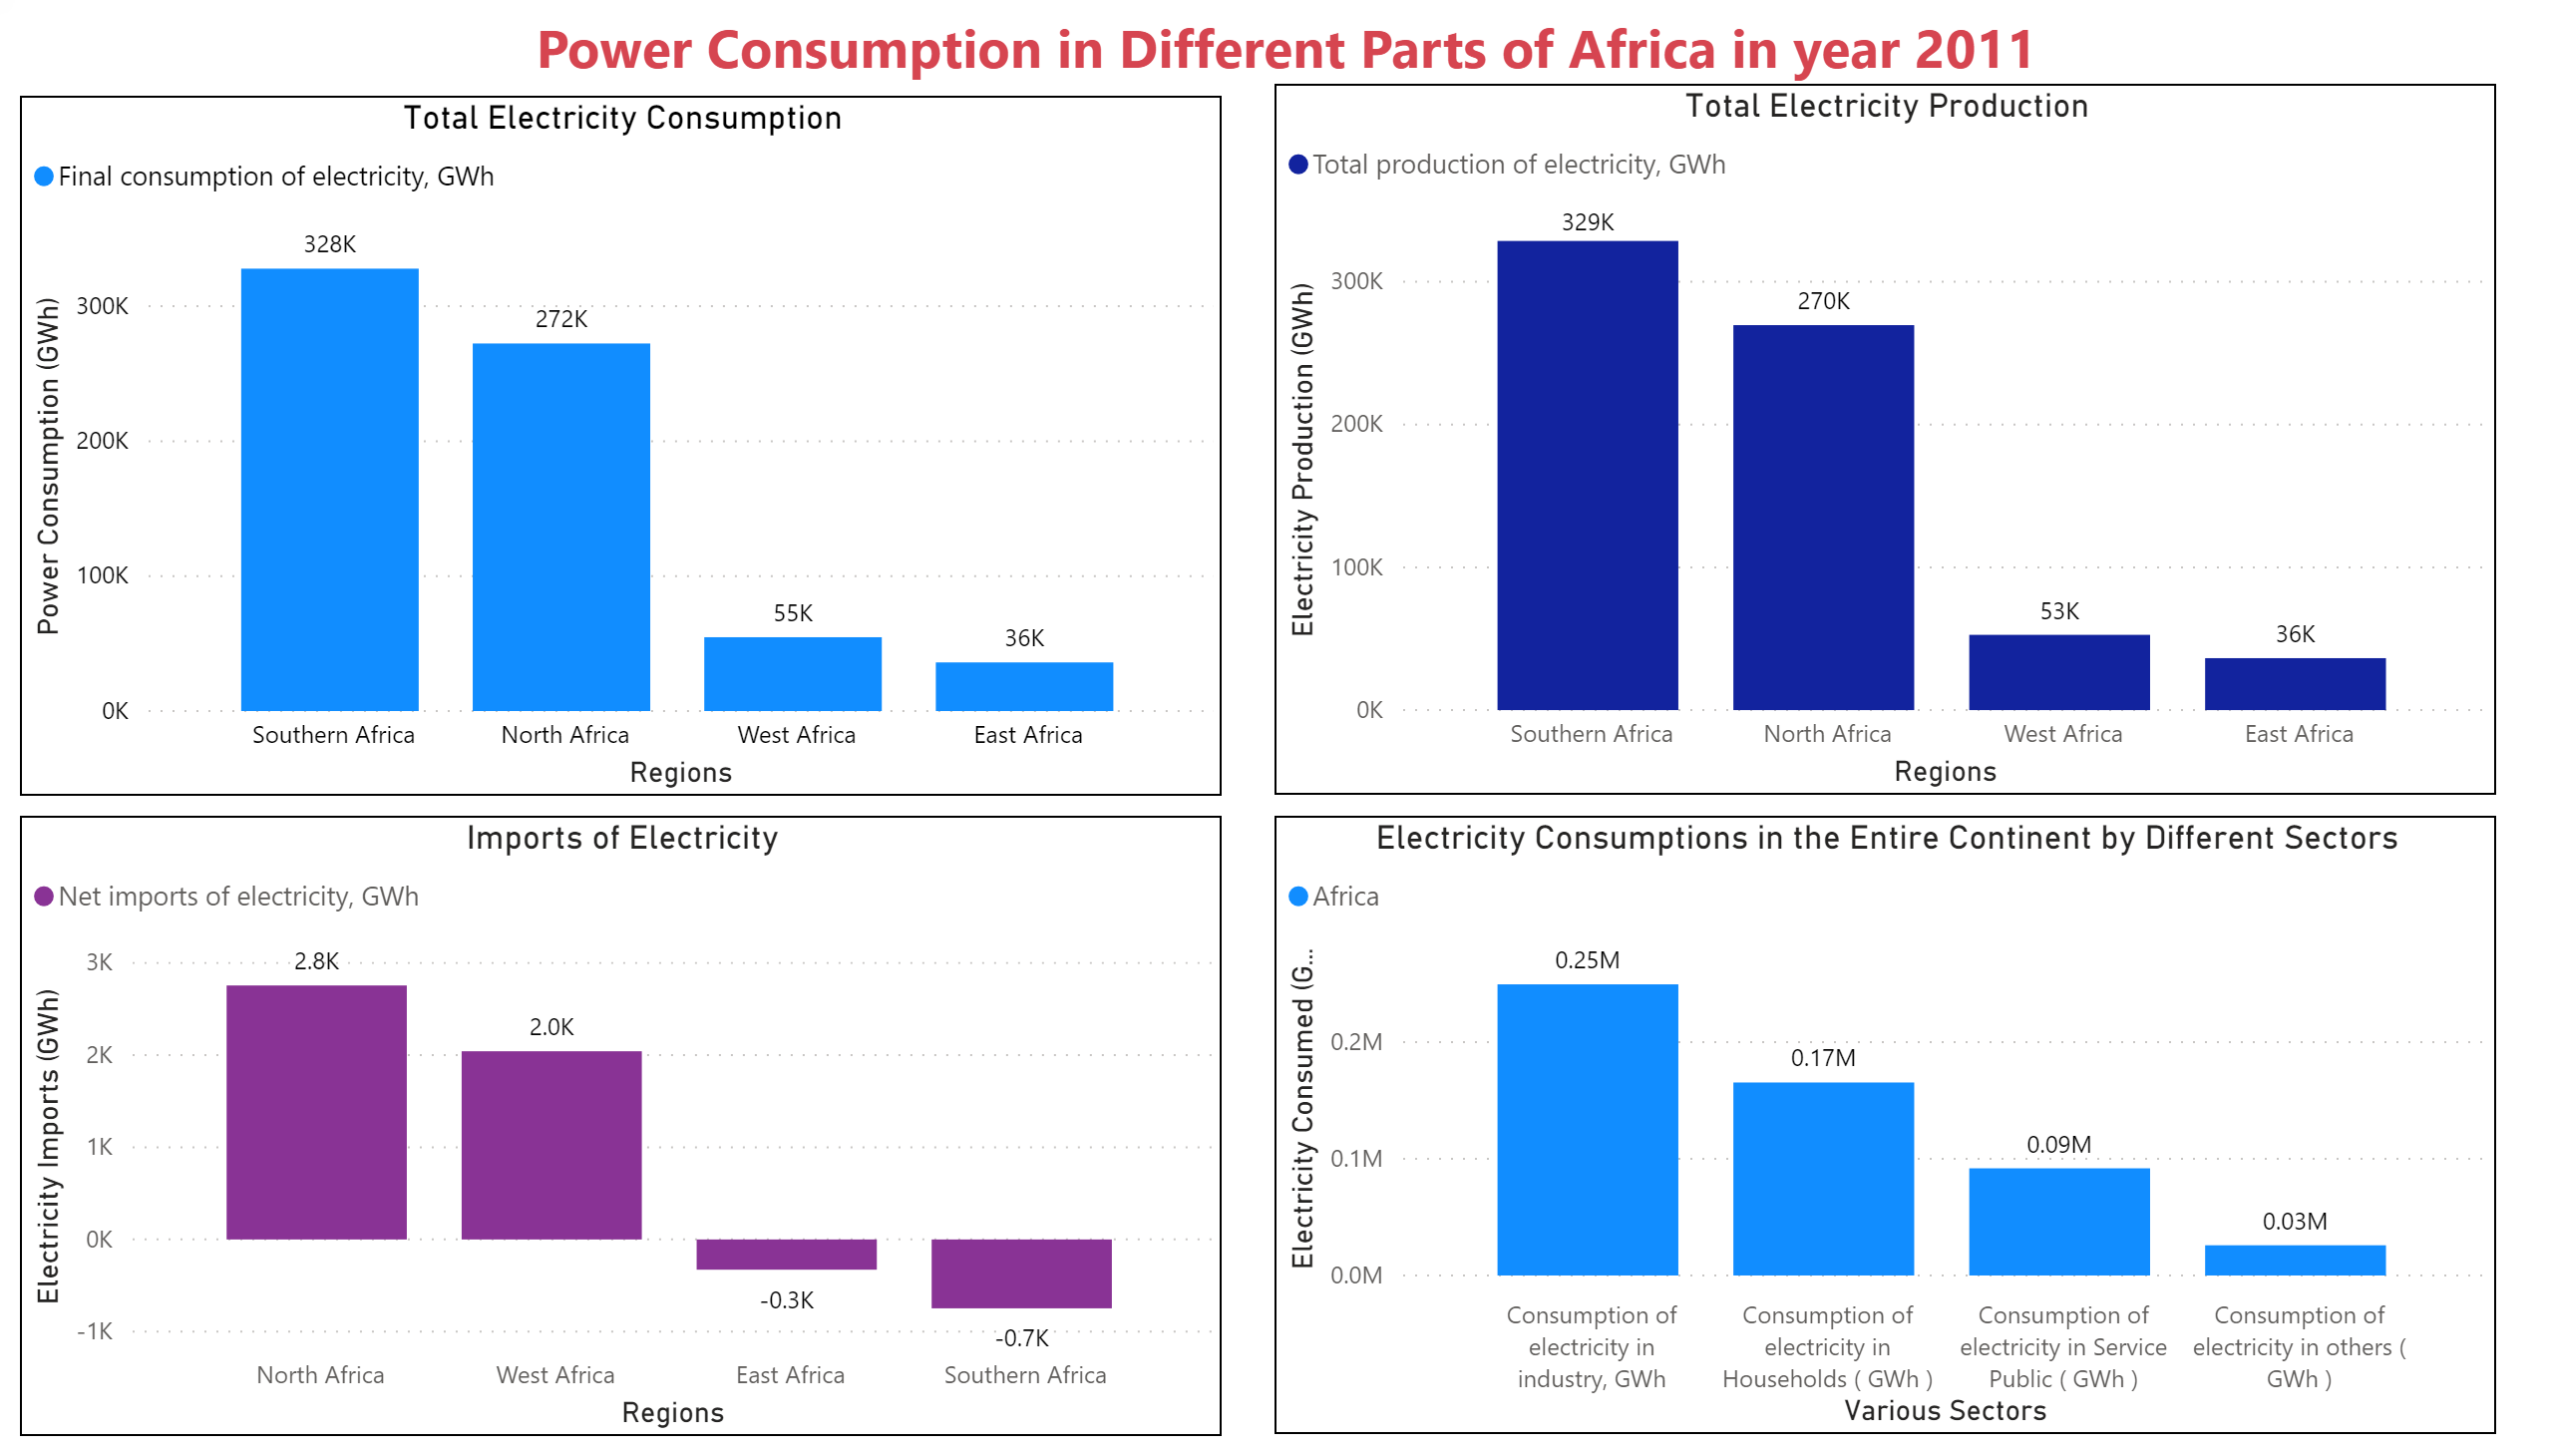 Power Consumption in Different Parts of Africa in year 2011
Total Electricity Consumption
Final consumption of electricity, GWh
Power Consumption (GWh)
300K
200K
100K
0K
328K
272K
55K
36K
Southern Africa
North Africa
West Africa
East Africa
Regions
Total Electricity Production
Total production of electricity, GWh
Electricity Production (GWh)
300K
200K
100K
0K
329K
270K
53K
36K
Southern Africa
North Africa
West Africa
East Africa
Regions
Imports of Electricity
Net imports of electricity, GWh
Electricity Imports (GWh)
3K
2K
1K
0K
-1K
2.8K
2.0K
-0.3K
-0.7K
North Africa
West Africa
East Africa
Southern Africa
Regions
Electricity Consumptions in the Entire Continent by Different Sectors
Africa
Electricity Consumed (G...
0.2M
0.1M
0.0M
0.25M
0.17M
0.09M
0.03M
Consumption of
electricity in
industry, GWh
Consumption of
electricity in
Households ( GWh )
Consumption of
electricity in Service
Public ( GWh )
Consumption of
electricity in others (
GWh )
Various Sectors